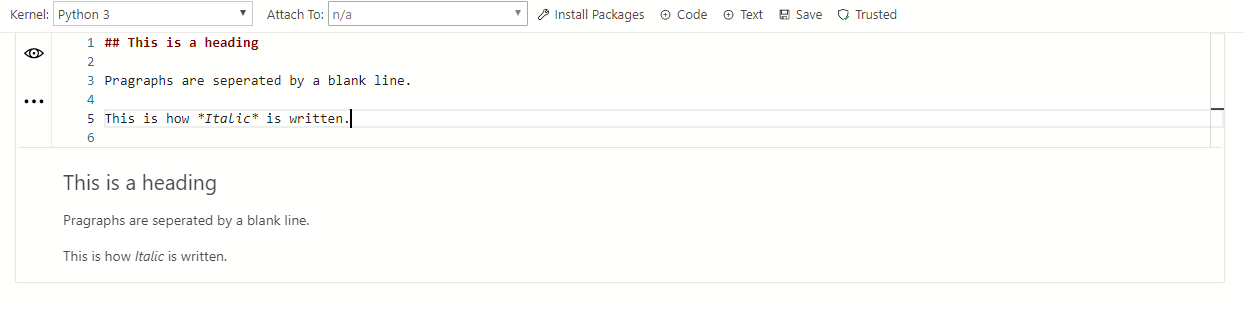 Kernel: Python 3 Attach To: n/a Install Packages Code Text Save Trusted
1 ## This is a heading
2
3 Pragraphs are seperated by a blank line.
4
5 This is how *Italic* is written.
6
This is a heading
Pragraphs are seperated by a blank line.
This is how Italic is written.